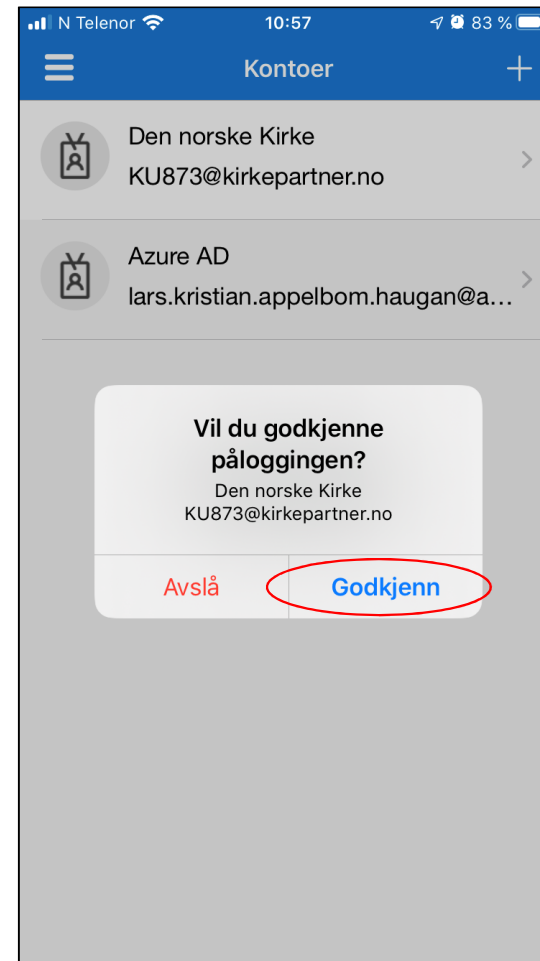 N Telenor 10:57 83 %
Kontoer
Den norske Kirke
KU873@kirkepartner.no
Azure AD
lars.kristian.appelbom.haugan@a...
Vil du godkjenne
påloggingen?
Den norske Kirke
KU873@kirkepartner.no
Avslå Godkjenn